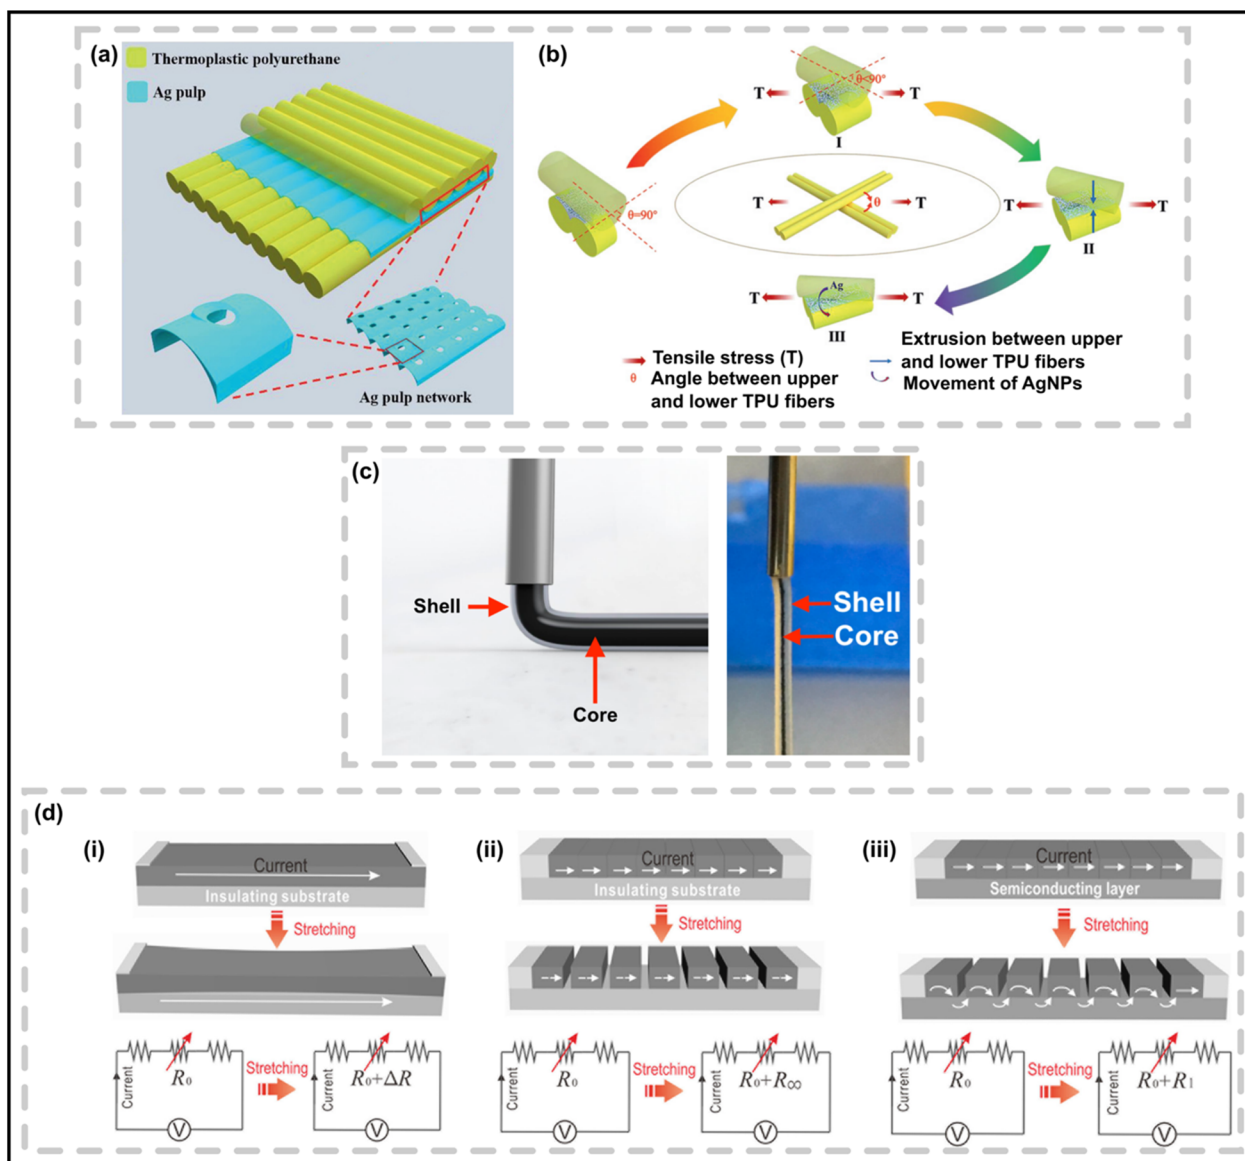 (a)
Thermoplastic polyurethane
Ag pulp
Ag pulp network
(b)
θ=90°
T
θ<90°
T
I
T
T
II
T
θ
T
T
Ag
T
III
Tensile stress (T)
θ Angle between upper
and lower TPU fibers
Extrusion between upper
and lower TPU fibers
Movement of AgNPs
(c)
Shell
Core
Shell
Core
(d)
(i)
Current
Insulating substrate
Stretching
Current
R₀
V
Stretching
Current
R₀+ΔR
V
(ii)
Current
Insulating substrate
Stretching
Current
R₀
V
Stretching
Current
R₀+R∞
V
(iii)
Current
Semiconducting layer
Stretching
Current
R₀
V
Stretching
Current
R₀+R₁
V